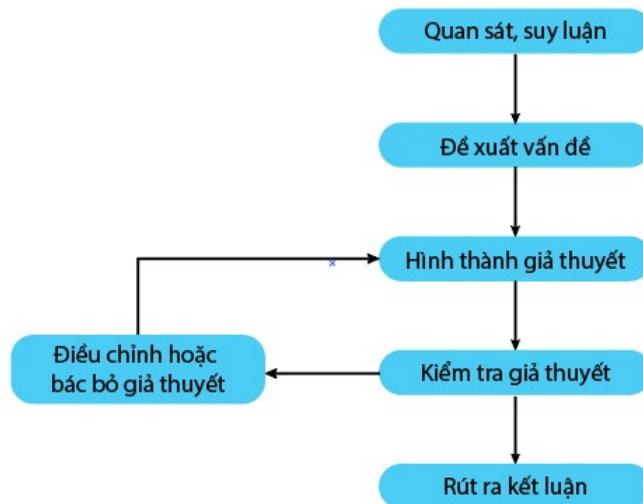 Quan sát, suy luận
Đề xuất vấn đề
Hình thành giả thuyết
Điều chỉnh hoặc
bác bỏ giả thuyết
Kiểm tra giả thuyết
Rút ra kết luận